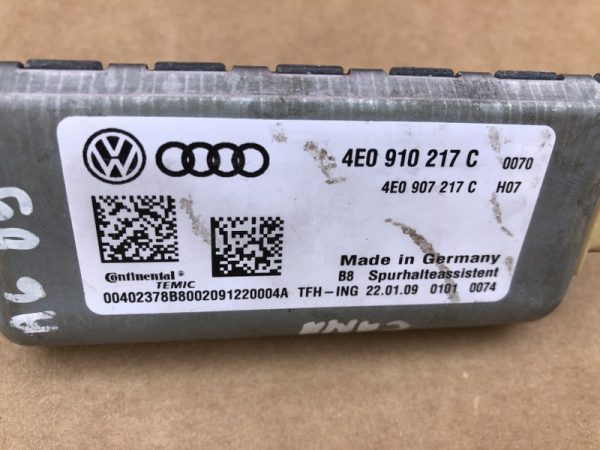 4E0 910 217 C 0070
4E0 907 217 C H07
Made in Germany
B8 Spurhalteassistent
Continental®
TEMIC
00402378B8002091220004A TFH-ING 22.01.09 0101 0074